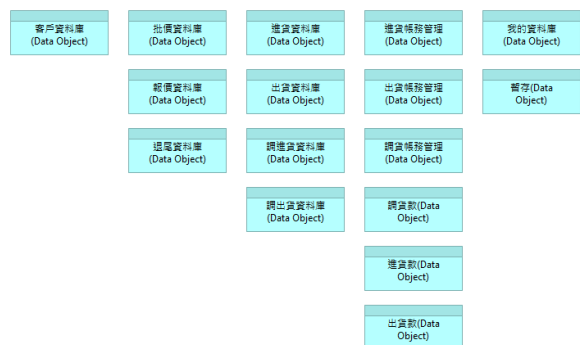 客戶資料庫
(Data Object)
批價資料庫
(Data Object)
進貨資料庫
(Data Object)
進貨帳務管理
(Data Object)
我的資料庫
(Data Object)
報價資料庫
(Data Object)
出貨資料庫
(Data Object)
出貨帳務管理
(Data Object)
暫存(Data
Object)
退尾資料庫
(Data Object)
調進貨資料庫
(Data Object)
調貨帳務管理
(Data Object)
調出貨資料庫
(Data Object)
調貨款(Data
Object)
進貨款(Data
Object)
出貨款(Data
Object)